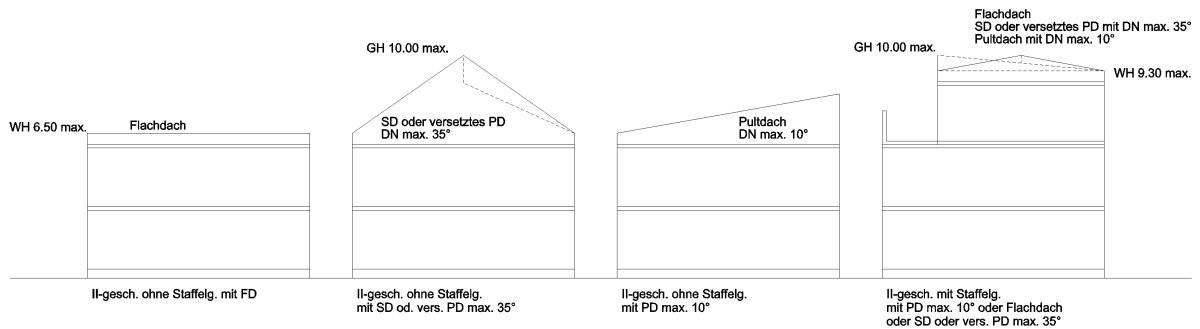 WH 6.50 max.
Flachdach
II-gesch. ohne Staffelg. mit FD
GH 10.00 max.
SD oder versetztes PD
DN max. 35°
II-gesch. ohne Staffelg.
mit SD od. vers. PD max. 35°
Pultdach
DN max. 10°
II-gesch. ohne Staffelg.
mit PD max. 10°
Flachdach
SD oder versetztes PD mit DN max. 35°
Pultdach mit DN max. 10°
GH 10.00 max.
WH 9.30 max.
II-gesch. mit Staffelg.
mit PD max. 10° oder Flachdach
oder SD oder vers. PD max. 35°